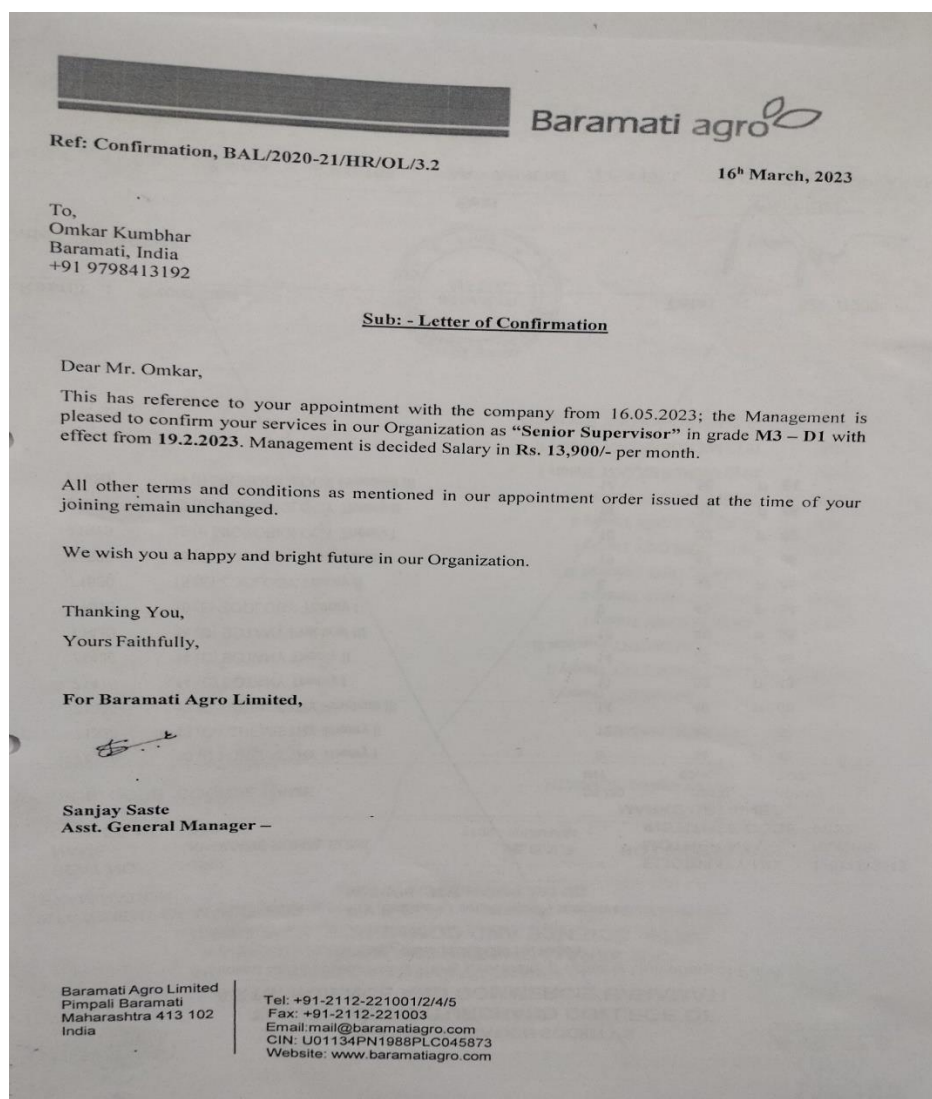 Baramati agro
Ref: Confirmation, BAL/2020-21/HR/OL/3.2
16h March, 2023
To,
Omkar Kumbhar
Baramati, India
+91 9798413192
Sub: - Letter of Confirmation
Dear Mr. Omkar,
This has reference to your appointment with the company from 16.05.2023; the Management is
pleased to confirm your services in our Organization as “Senior Supervisor” in grade M3 – D1 with
effect from 19.2.2023. Management is decided Salary in Rs. 13,900/- per month.
All other terms and conditions as mentioned in our appointment order issued at the time of your
joining remain unchanged.
We wish you a happy and bright future in our Organization.
Thanking You,
Yours Faithfully,
For Baramati Agro Limited,
Sanjay Saste
Asst. General Manager –
Baramati Agro Limited
Pimpali Baramati
Maharashtra 413 102
India
Tel: +91-2112-221001/2/4/5
Fax: +91-2112-221003
Email:mail@baramatiagro.com
CIN: U01134PN1988PLC045873
Website: www.baramatiagro.com